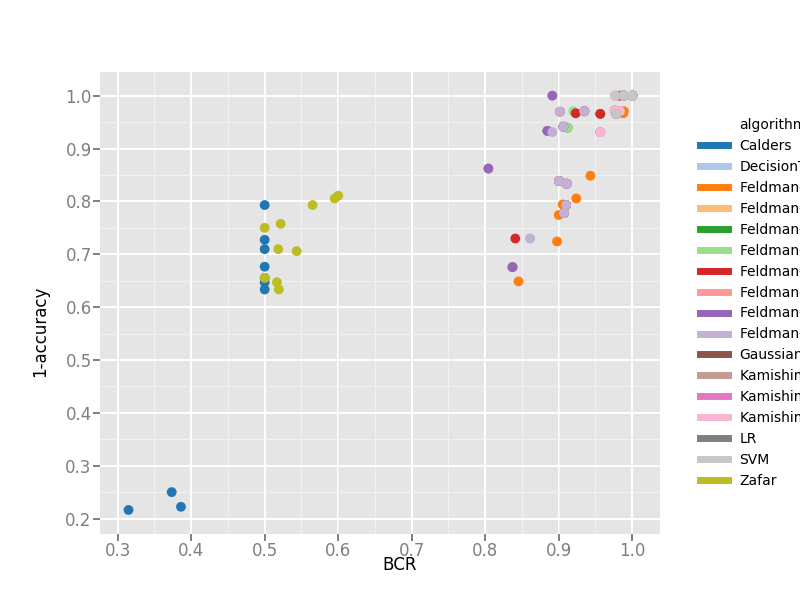 1.0
0.9
0.8
0.7
0.6
0.5
0.4
0.3
0.2
1-accuracy
0.3 0.4 0.5 0.6 0.7 0.8 0.9 1.0
BCR
algorithm
Calders
Decision
Feldman
Feldman
Feldman
Feldman
Feldman
Feldman
Feldman
Feldman
Gaussian
Kamishin
Kamishin
Kamishin
LR
SVM
Zafar